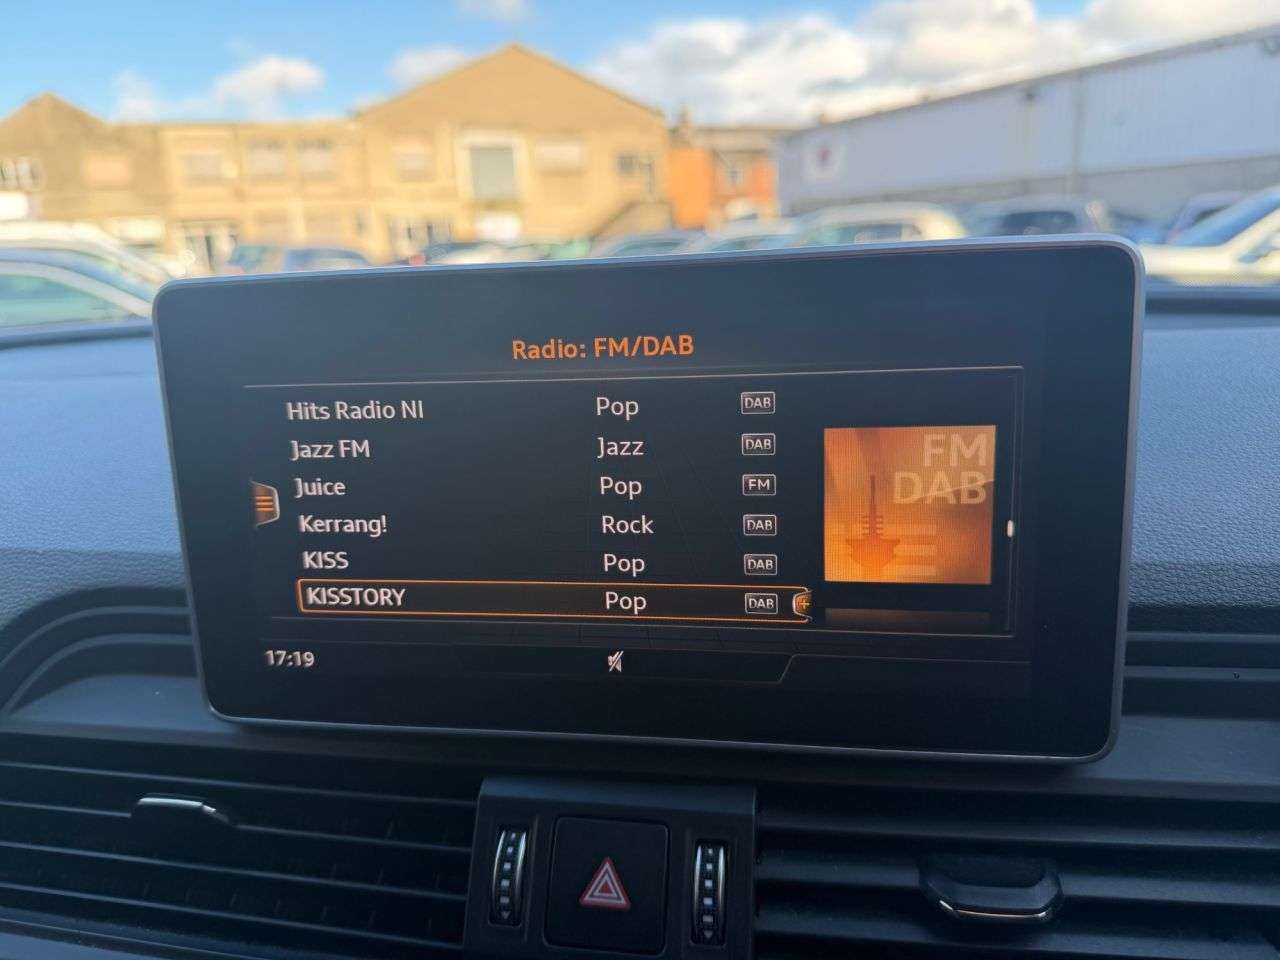 Radio: FM/DAB
Hits Radio NI Pop DAB
Jazz FM Jazz DAB
Juice Pop FM
Kerrang! Rock DAB
KISS Pop DAB
KISSTORY Pop DAB
FM
DAB
17:19